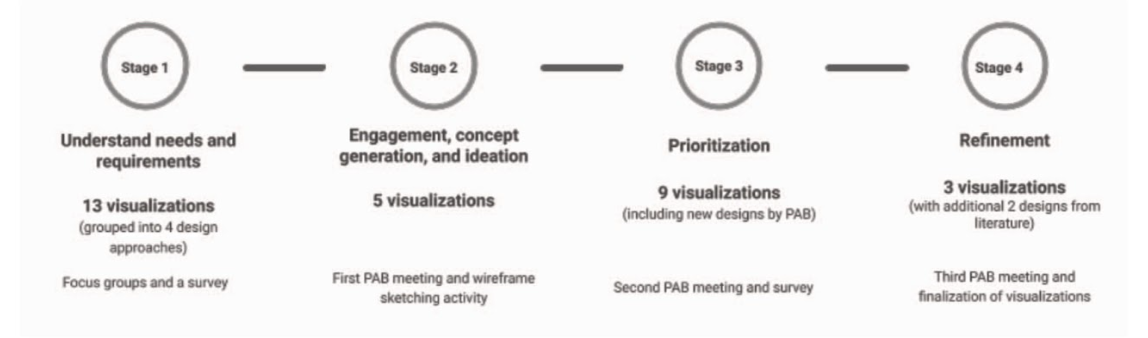 Stage 1
Understand needs and
requirements
13 visualizations
(grouped into 4 design
approaches)
Focus groups and a survey
Stage 2
Engagement, concept
generation, and ideation
5 visualizations
First PAB meeting and wireframe
sketching activity
Stage 3
Prioritization
9 visualizations
(including new designs by PAB)
Second PAB meeting and survey
Stage 4
Refinement
3 visualizations
(with additional 2 designs from
literature)
Third PAB meeting and
finalization of visualizations